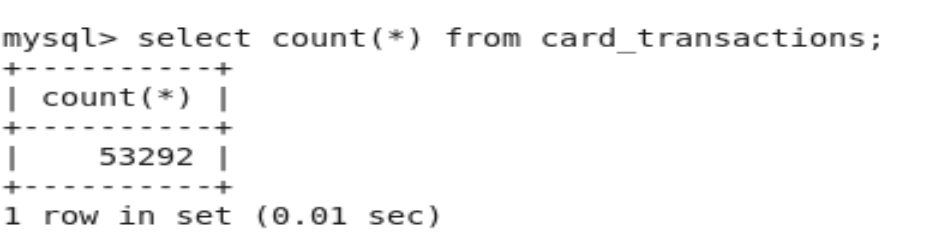 mysql> select count(*) from card_transactions;
+----------+
| count(*) |
+----------+
|    53292 |
+----------+
1 row in set (0.01 sec)